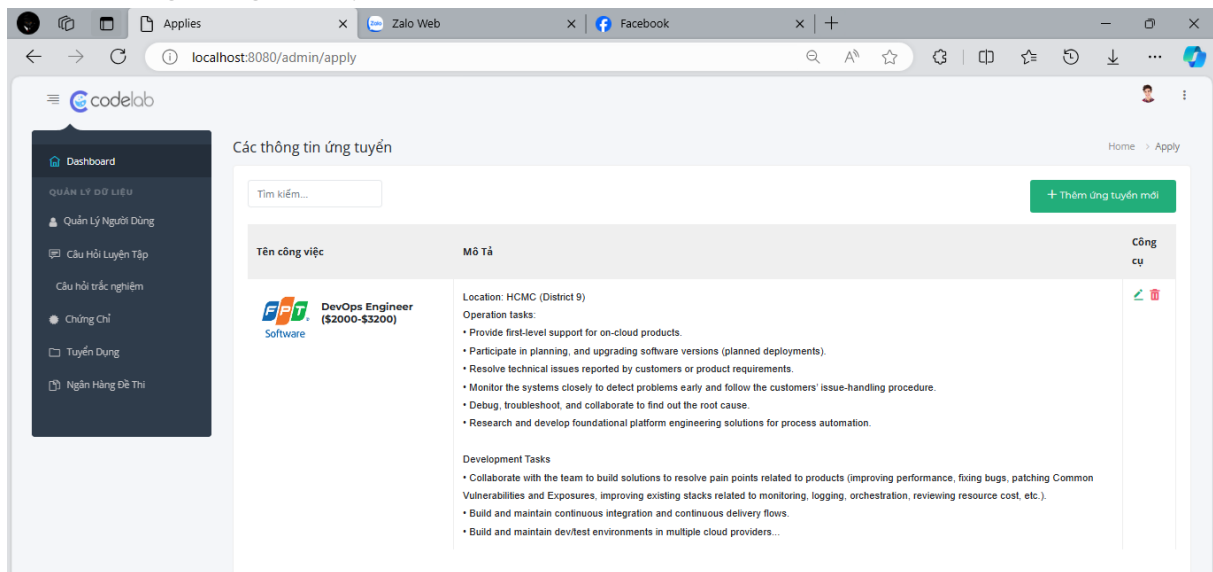 Applies
Zalo Web
Facebook
localhost:8080/admin/apply
codelab
Dashboard
QUẢN LÝ DỮ LIỆU
Quản Lý Người Dùng
Câu Hỏi Luyện Tập
Câu hỏi trắc nghiệm
Chứng Chỉ
Tuyển Dụng
Ngân Hàng Đề Thi
Các thông tin ứng tuyển
Home > Apply
Tìm kiếm...
+ Thêm ứng tuyển mới
Tên công việc
Mô Tả
Công
cụ
FPT.
Software
DevOps Engineer
($2000-$3200)
Location: HCMC (District 9)
Operation tasks:
• Provide first-level support for on-cloud products.
• Participate in planning, and upgrading software versions (planned deployments).
• Resolve technical issues reported by customers or product requirements.
• Monitor the systems closely to detect problems early and follow the customers' issue-handling procedure.
• Debug, troubleshoot, and collaborate to find out the root cause.
• Research and develop foundational platform engineering solutions for process automation.
Development Tasks
• Collaborate with the team to build solutions to resolve pain points related to products (improving performance, fixing bugs, patching Common
Vulnerabilities and Exposures, improving existing stacks related to monitoring, logging, orchestration, reviewing resource cost, etc.).
• Build and maintain continuous integration and continuous delivery flows.
• Build and maintain dev/test environments in multiple cloud providers...